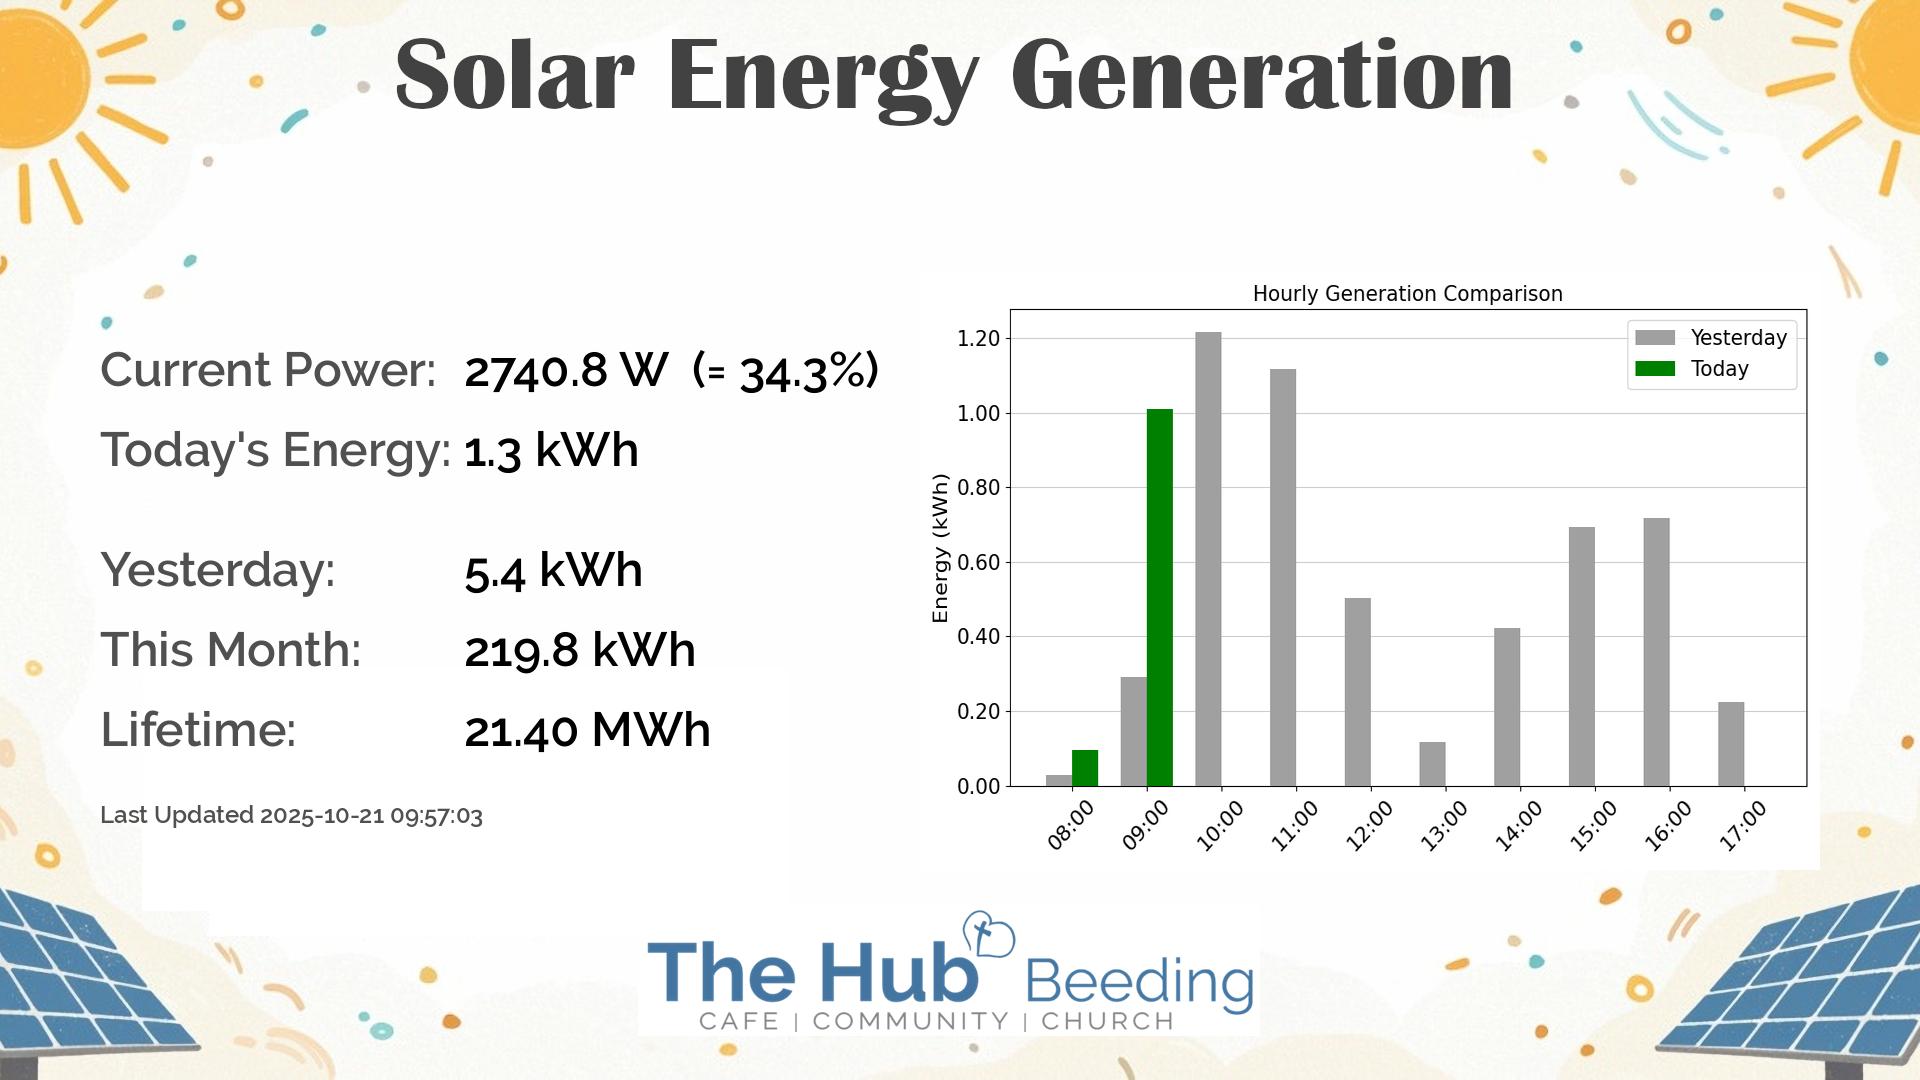 Solar Energy Generation
Current Power: 2740.8 W (= 34.3%)
Today's Energy: 1.3 kWh
Yesterday: 5.4 kWh
This Month: 219.8 kWh
Lifetime: 21.40 MWh
Last Updated 2025-10-21 09:57:03
Hourly Generation Comparison
Yesterday
Today
Energy (kWh)
1.20
1.00
0.80
0.60
0.40
0.20
0.00
08:00 09:00 10:00 11:00 12:00 13:00 14:00 15:00 16:00 17:00
The Hub Beeding
CAFE | COMMUNITY | CHURCH